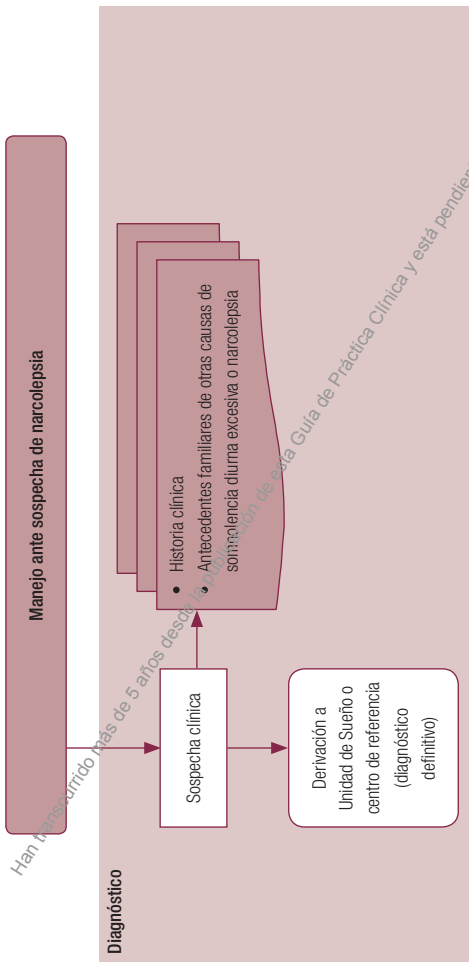 Manejo ante sospecha de narcolepsia
Diagnóstico
Sospecha clínica
• Historia clínica
• Antecedentes familiares de otras causas de
somnolencia diurna excesiva o narcolepsia
Derivación a
Unidad de Sueño o
centro de referencia
(diagnóstico
definitivo)
Han transcurrido más de 5 años desde la publicación de esta Guía de Práctica Clínica y está